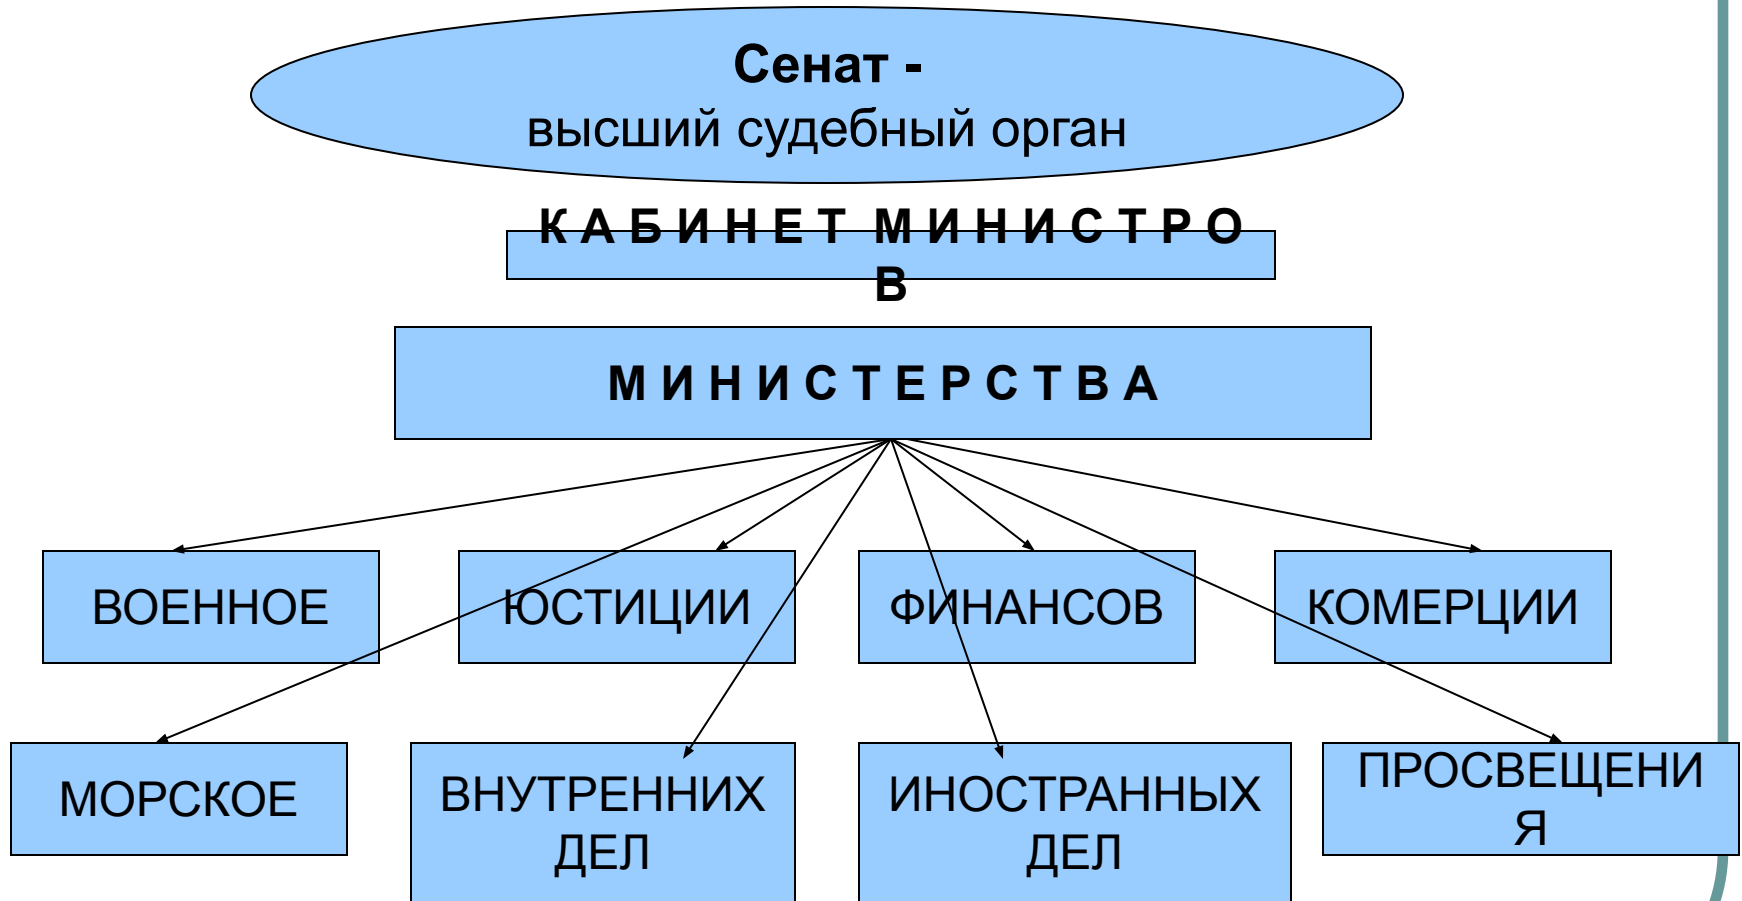 Сенат -
высший судебный орган
К А Б И Н Е Т М И Н И С Т Р О
В
М И Н И С Т Е Р С Т В А
ВОЕННОЕ
ЮСТИЦИИ
ФИНАНСОВ
КОМЕРЦИИ
МОРСКОЕ
ВНУТРЕННИХ
ДЕЛ
ИНОСТРАННЫХ
ДЕЛ
ПРОСВЕЩЕНИ
Я